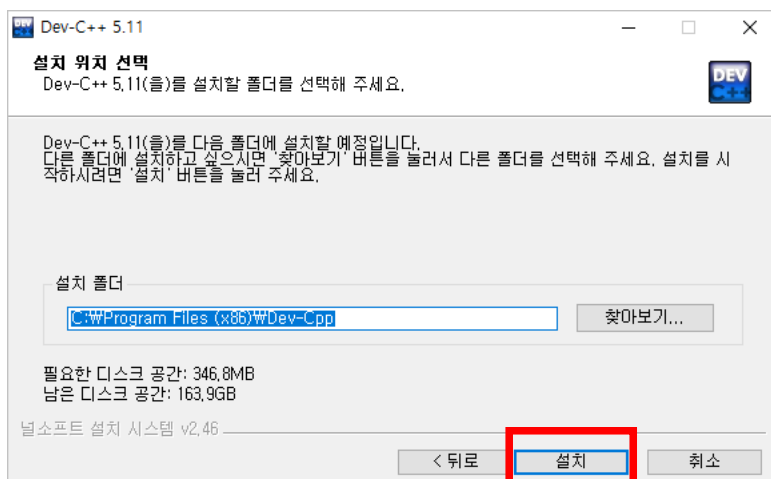 Dev-C++ 5.11
설치 위치 선택
Dev-C++ 5.11(을)를 설치할 폴더를 선택해 주세요.
DEV
C++
Dev-C++ 5.11(을)를 다음 폴더에 설치할 예정입니다.
다른 폴더에 설치하고 싶으시면 '찾아보기' 버튼을 눌러서 다른 폴더를 선택해 주세요. 설치를 시
작하시려면 '설치' 버튼을 눌러 주세요.
설치 폴더
C:₩Program Files (x86)₩Dev-Cpp
찾아보기...
필요한 디스크 공간: 346.8MB
남은 디스크 공간: 163.9GB
널소프트 설치 시스템 v2.46
< 뒤로
설치
취소